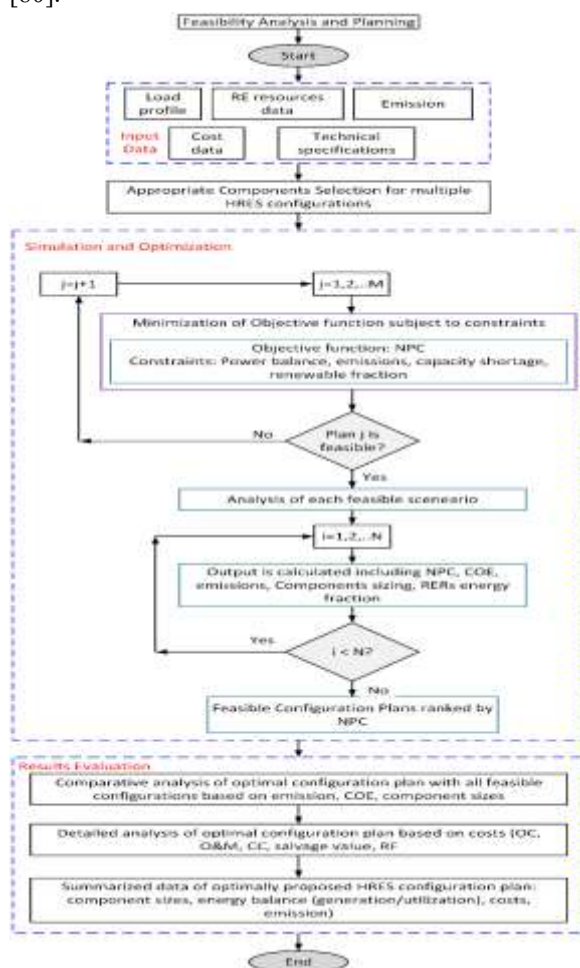 [80].
Feasibility Analysis and Planning
Start
Load
profile
RE resources
data
Emission
Input
Data
Cost
data
Technical
specifications
Appropriate Components Selection for multiple
HRES configurations
Simulation and Optimization
j=j+1
j=1,2,..M
Minimization of Objective function subject to constraints
Objective function: NPC
Constraints: Power balance, emissions, capacity shortage,
renewable fraction
No
Plan j is
feasible?
Yes
Analysis of each feasible sceneario
i=1,2,..N
Output is calculated including NPC, COE,
emissions, Components sizing, RERs energy
fraction
Yes
i < N?
No
Feasible Configuration Plans ranked by
NPC
Results Evaluation
Comparative analysis of optimal configuration plan with all feasible
configurations based on emission, COE, component sizes
Detailed analysis of optimal configuration plan based on costs (OC,
O&M, CC, salvage value, RF
Summarized data of optimally proposed HRES configuration plan:
component sizes, energy balance (generation/utilization), costs,
emission)
End